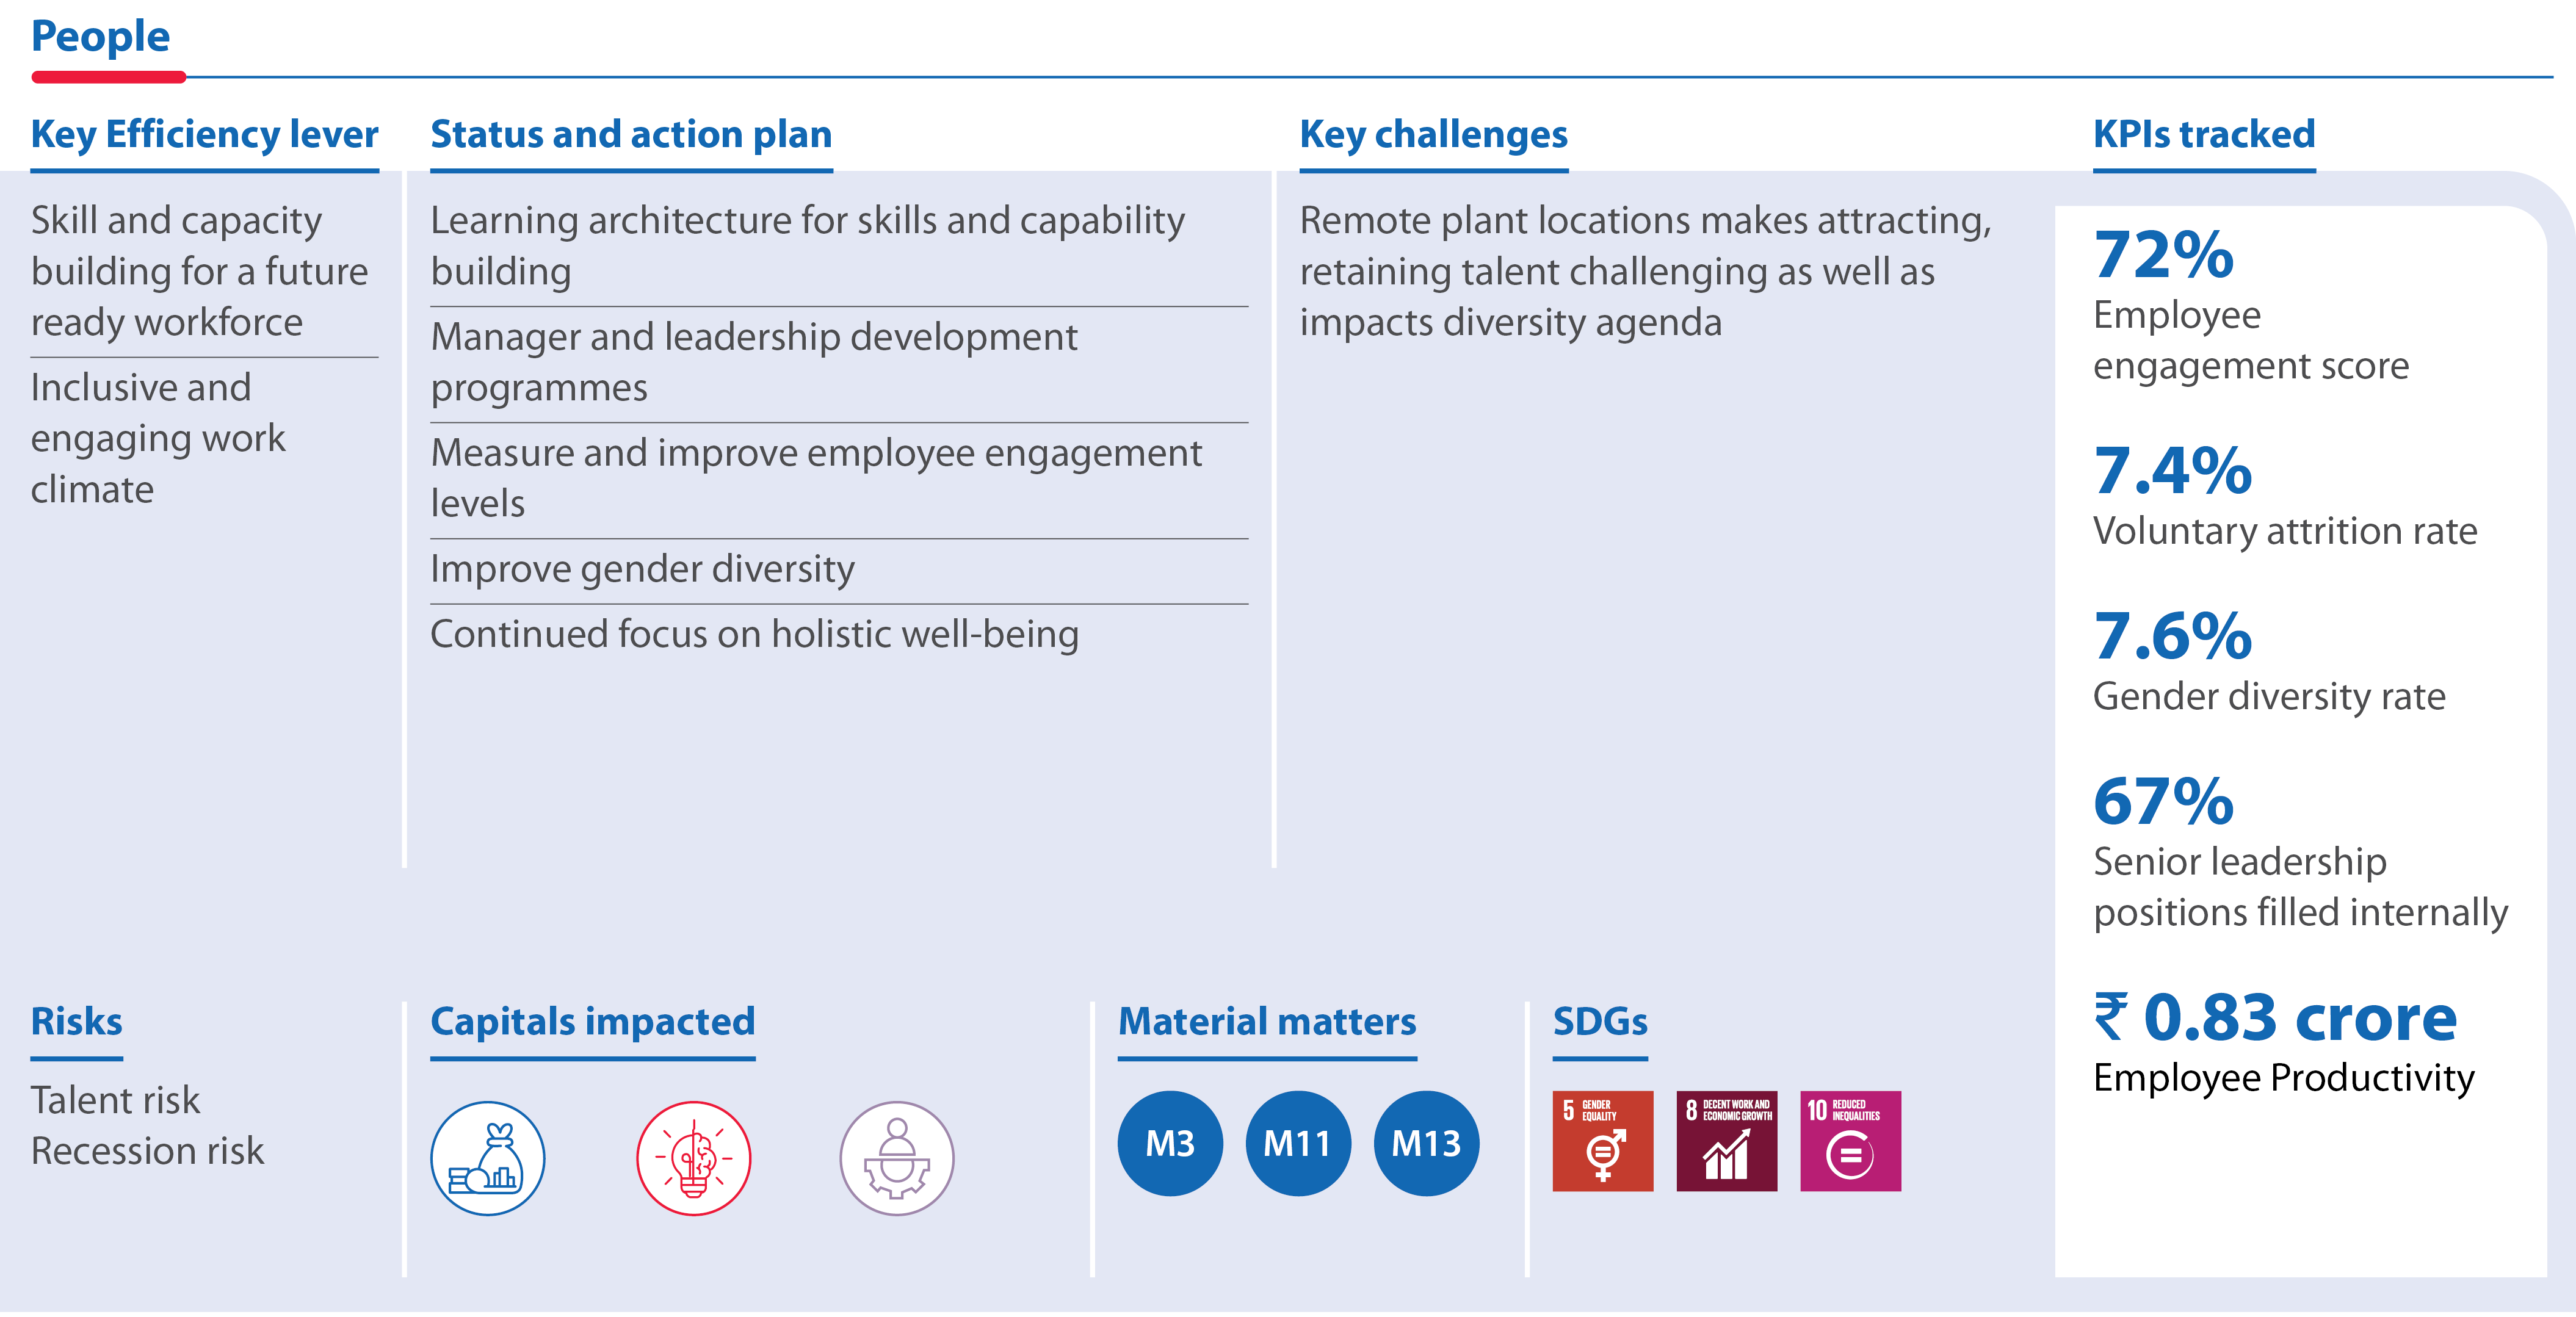 People
Key Efficiency lever
Skill and capacity
building for a future
ready workforce
Inclusive and
engaging work
climate
Status and action plan
Learning architecture for skills and capability
building
Manager and leadership development
programmes
Measure and improve employee engagement
levels
Improve gender diversity
Continued focus on holistic well-being
Key challenges
Remote plant locations makes attracting,
retaining talent challenging as well as
impacts diversity agenda
KPIs tracked
72%
Employee
engagement score
7.4%
Voluntary attrition rate
7.6%
Gender diversity rate
67%
Senior leadership
positions filled internally
₹ 0.83 crore
Employee Productivity
Risks
Talent risk
Recession risk
Capitals impacted
Material matters
M3 M11 M13
SDGs
5 GENDER
EQUALITY
8 DECENT WORK AND
ECONOMIC GROWTH
10 REDUCED
INEQUALITIES